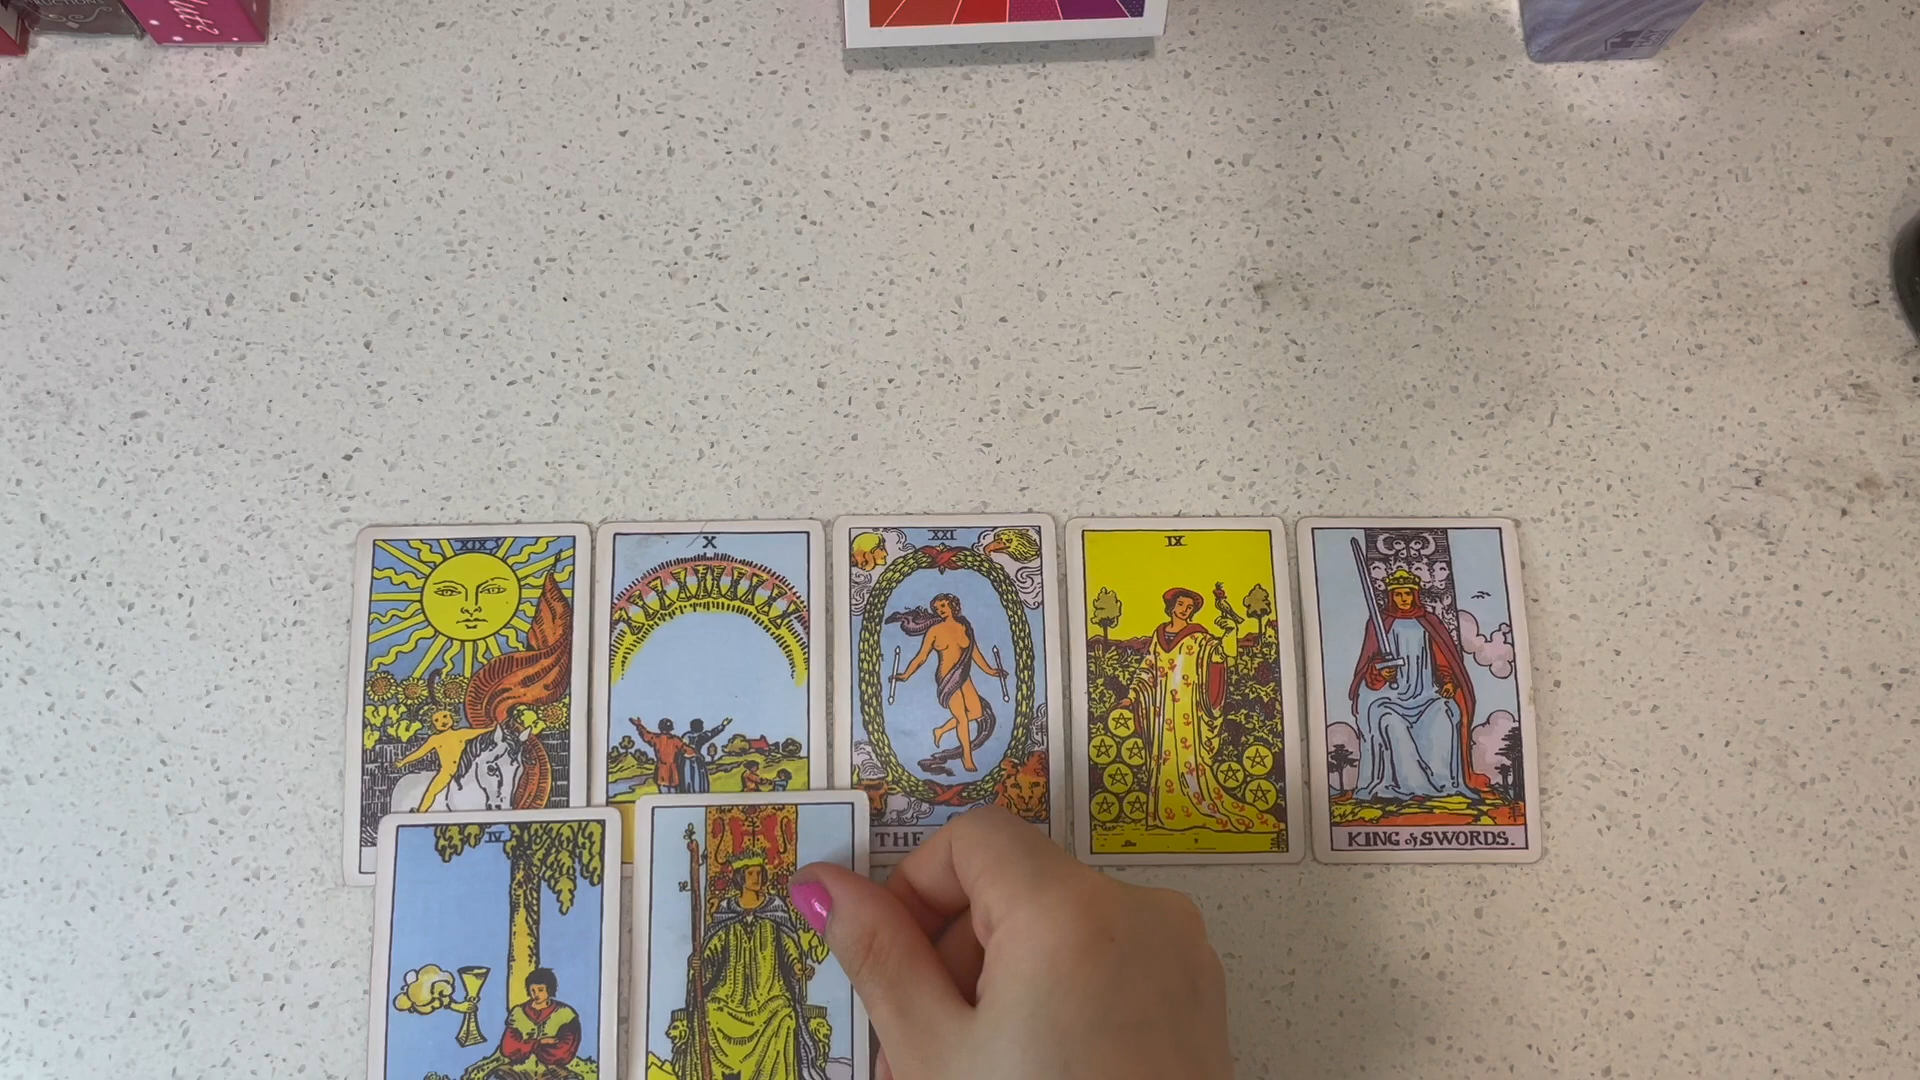 XIX
X
XXI
IX
THE
KING of SWORDS.
IV